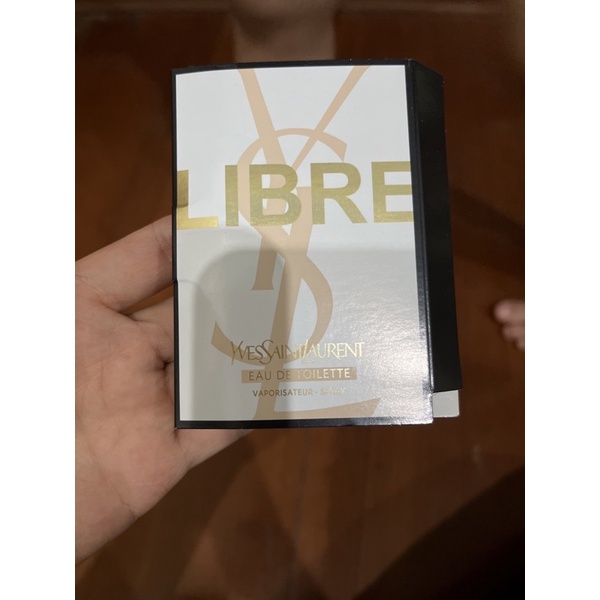 LIBRE
YVESSAINTLAURENT
EAU DE TOILETTE
VAPORISATEUR -